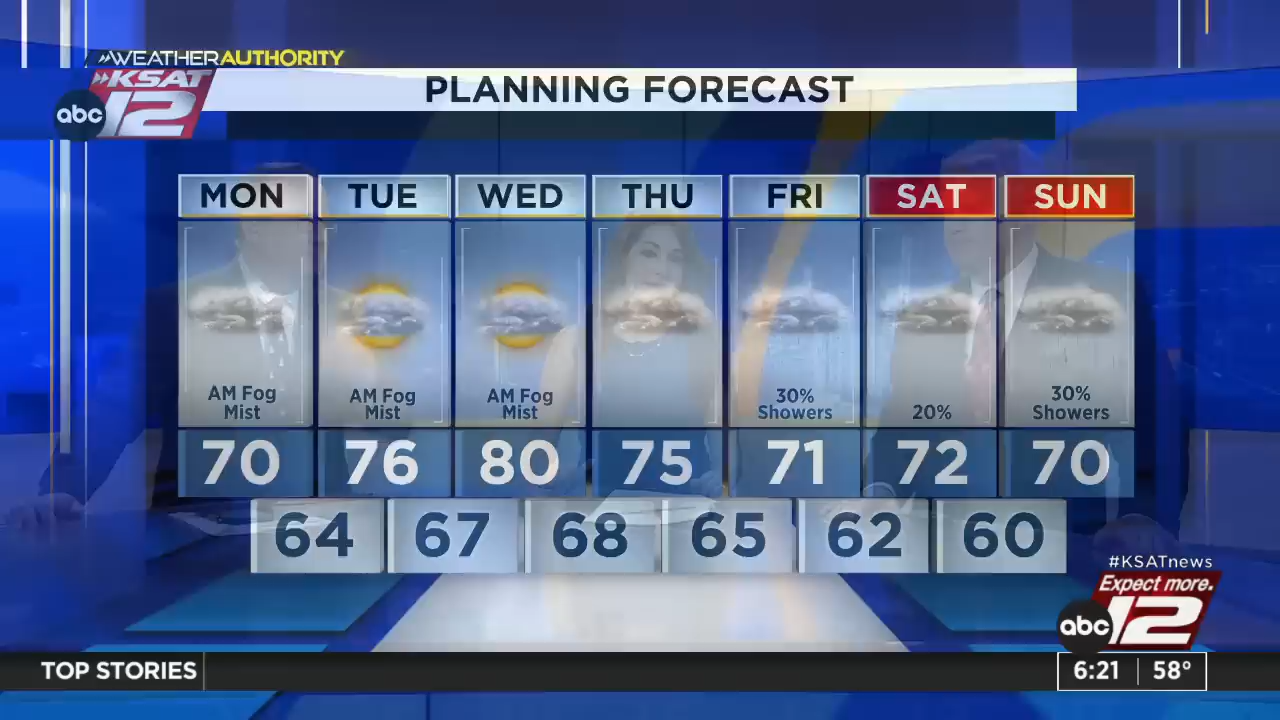 WEATHERAUTHORITY
KSAT
abc 12
PLANNING FORECAST
MON TUE WED THU FRI SAT SUN
AM Fog Mist AM Fog Mist AM Fog Mist 30% Showers 20% 30% Showers
70 76 80 75 71 72 70
64 67 68 65 62 60
#KSATnews
Expect more.
abc 12
TOP STORIES 6:21 58°